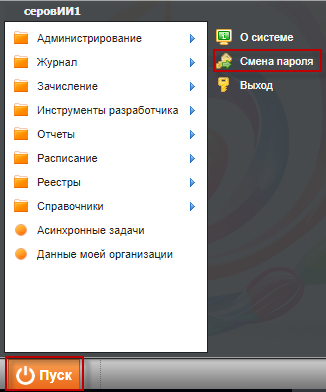 серовИИ1
Администрирование
Журнал
Зачисление
Инструменты разработчика
Отчеты
Расписание
Реестры
Справочники
Асинхронные задачи
Данные моей организации
О системе
Смена пароля
Выход
Пуск